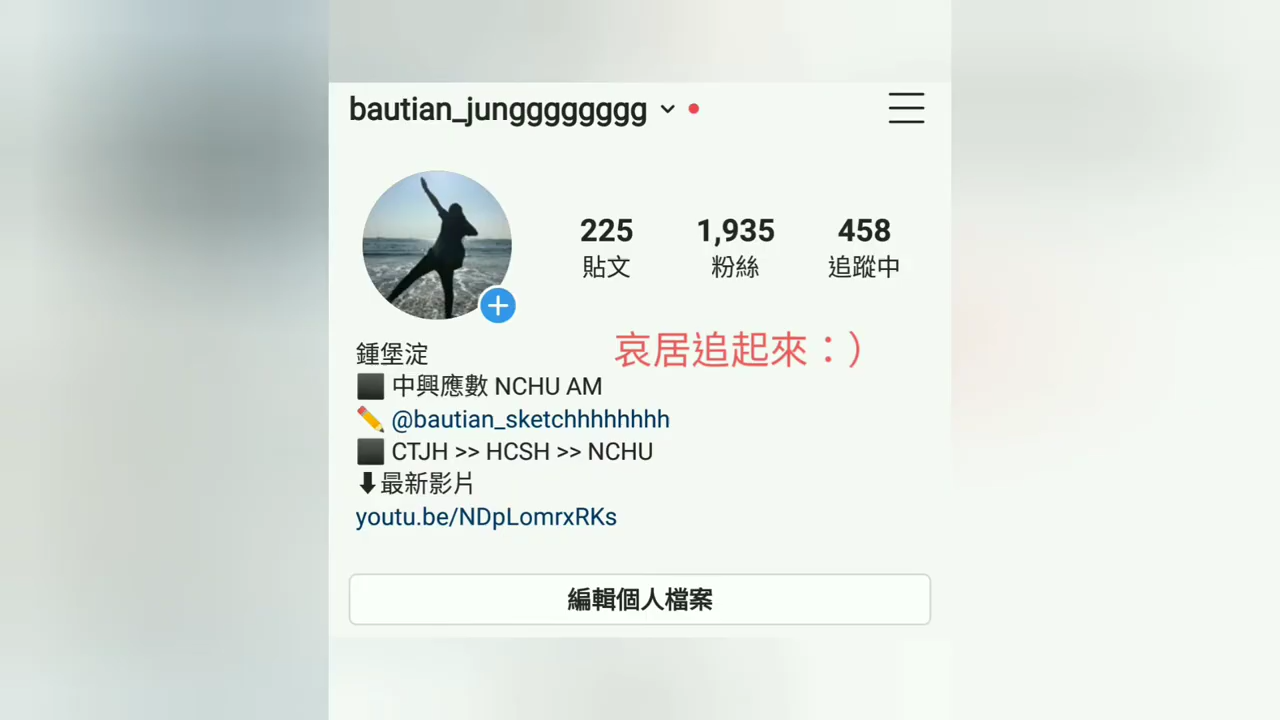 bautian_junggggggggg
225 1,935 458
貼文 粉絲 追蹤中
哀居追起來：）
鍾堡淀
⬛ 中興應數 NCHU AM
✏️ @bautian_sketchhhhhhhh
⬛ CTJH >> HCSH >> NCHU
⬇最新影片
youtu.be/NDpLomrxRKs
編輯個人檔案